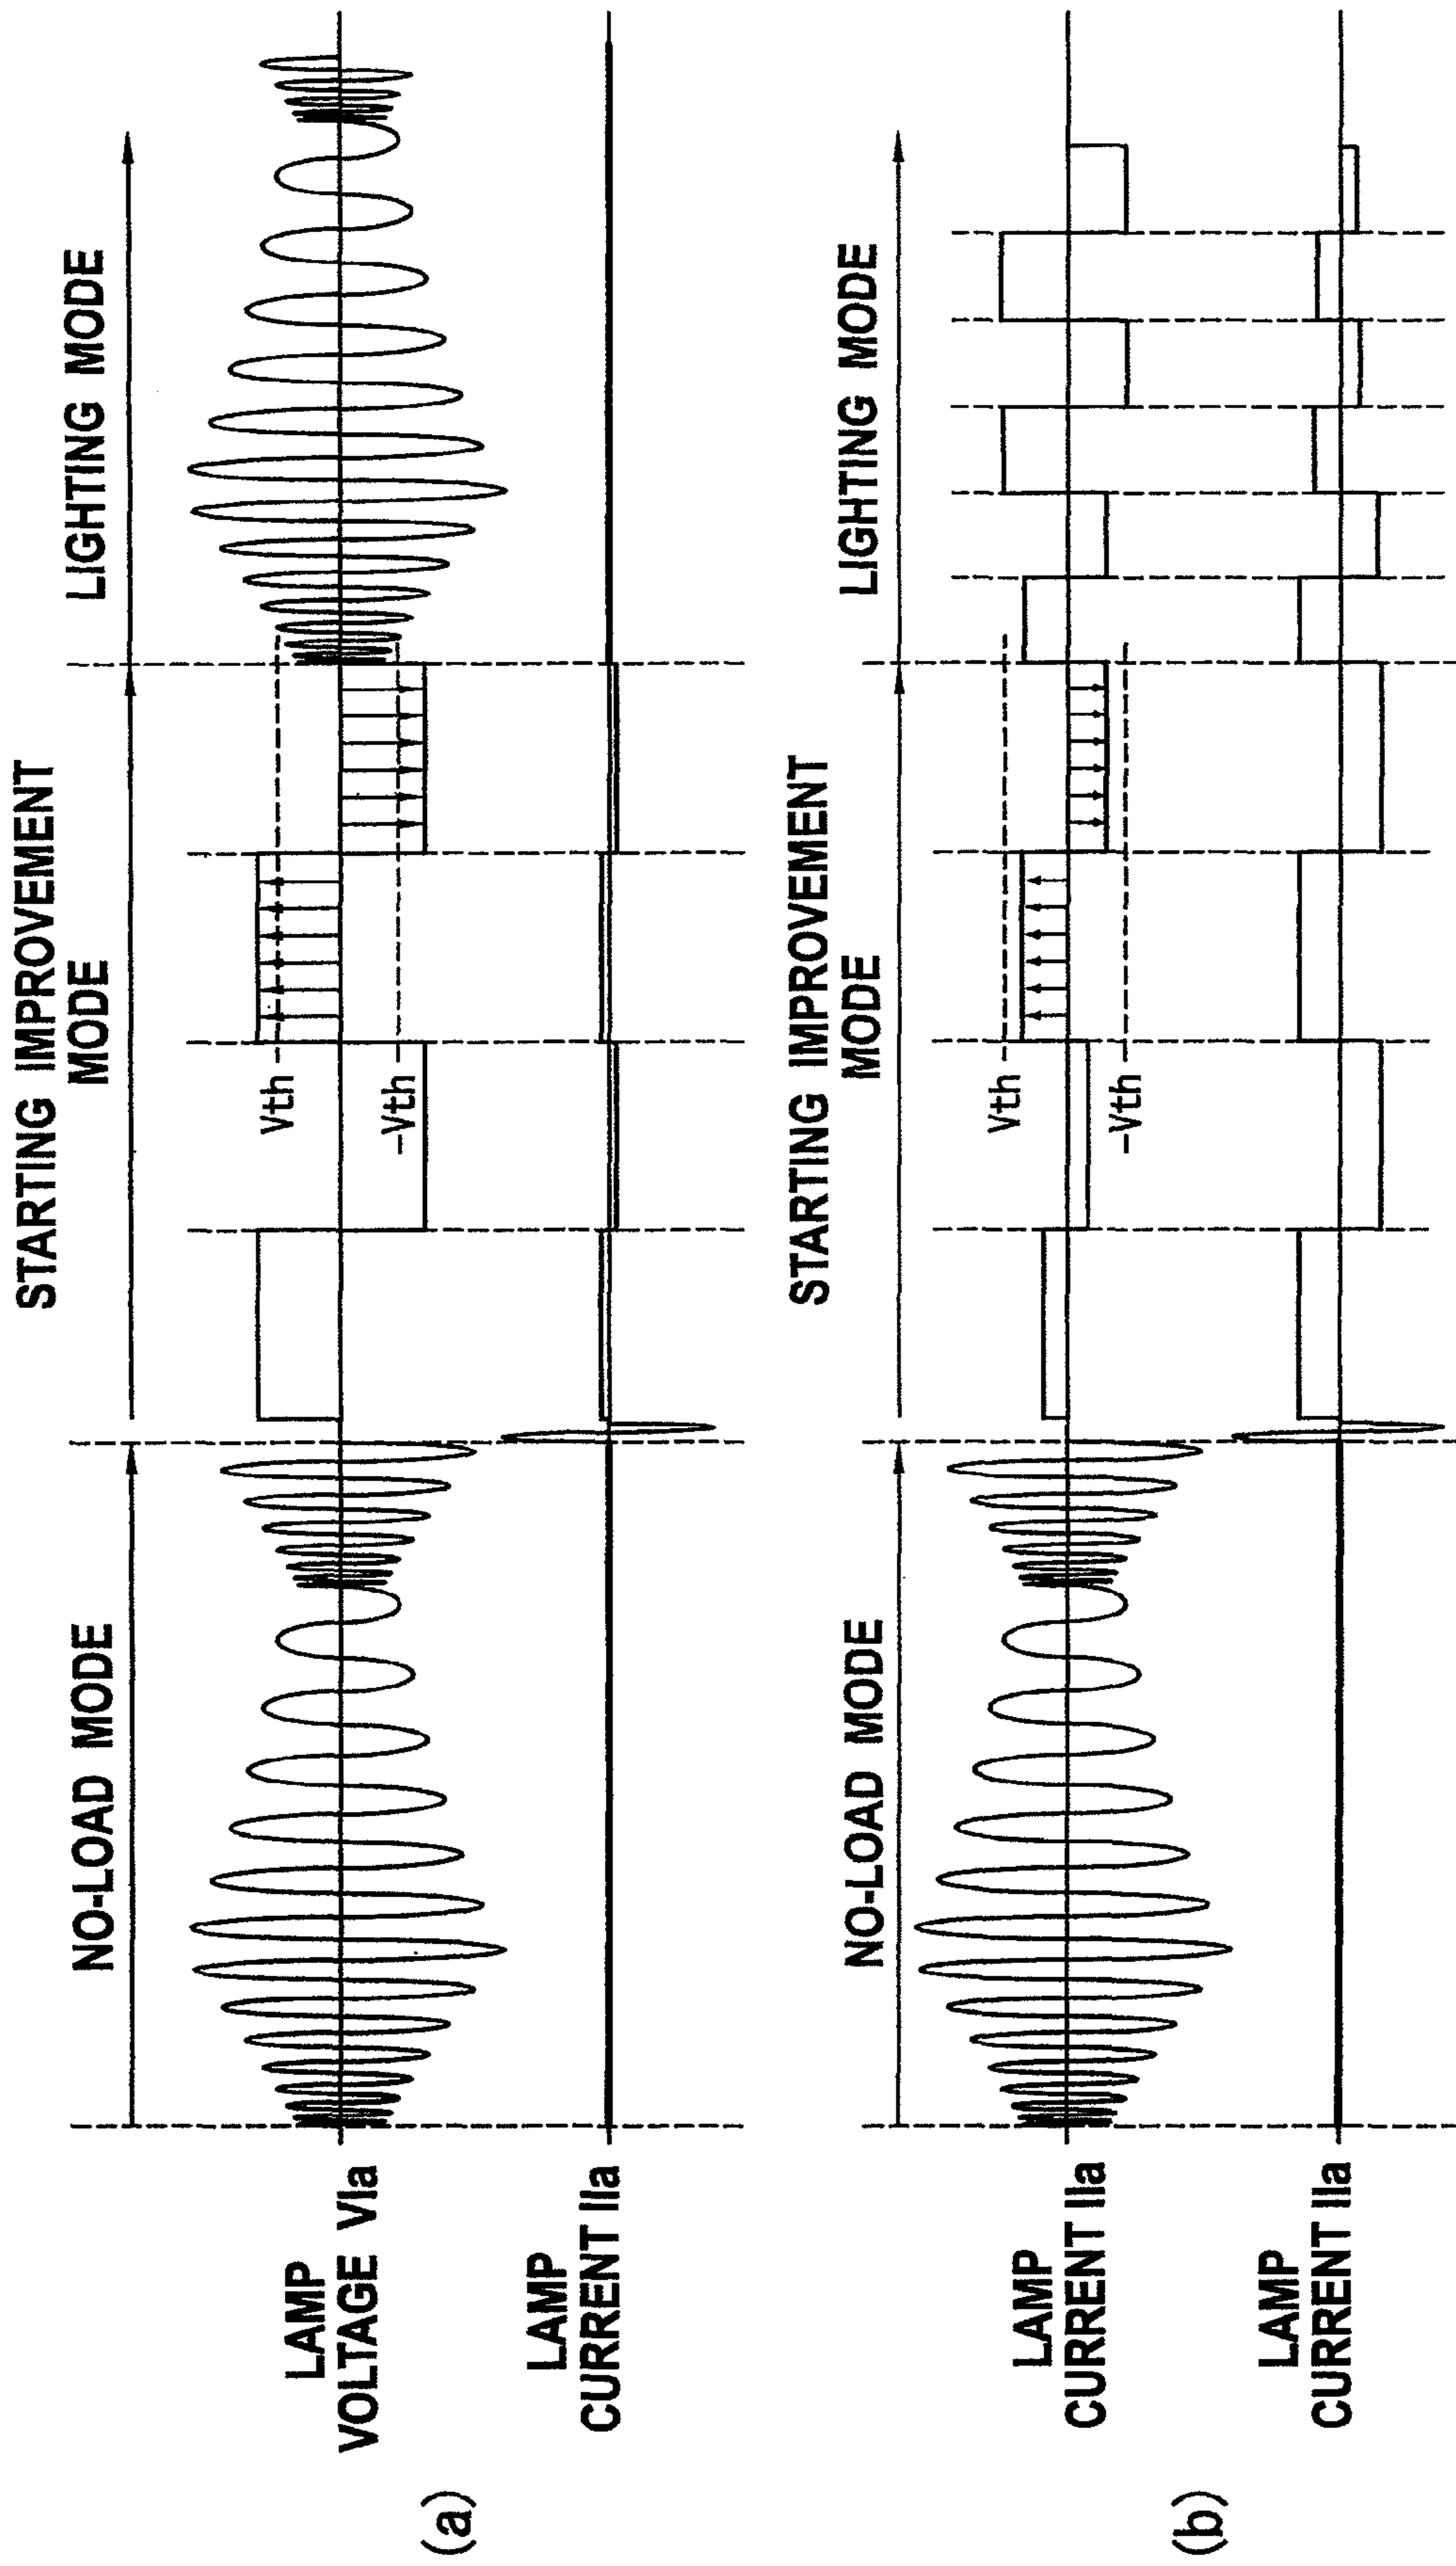 (a)
NO-LOAD MODE
STARTING IMPROVEMENT
MODE
LIGHTING MODE
LAMP
VOLTAGE Vla
Vth
-Vth
LAMP
CURRENT Ila
(b)
NO-LOAD MODE
STARTING IMPROVEMENT
MODE
LIGHTING MODE
LAMP
CURRENT Ila
Vth
-Vth
LAMP
CURRENT Ila